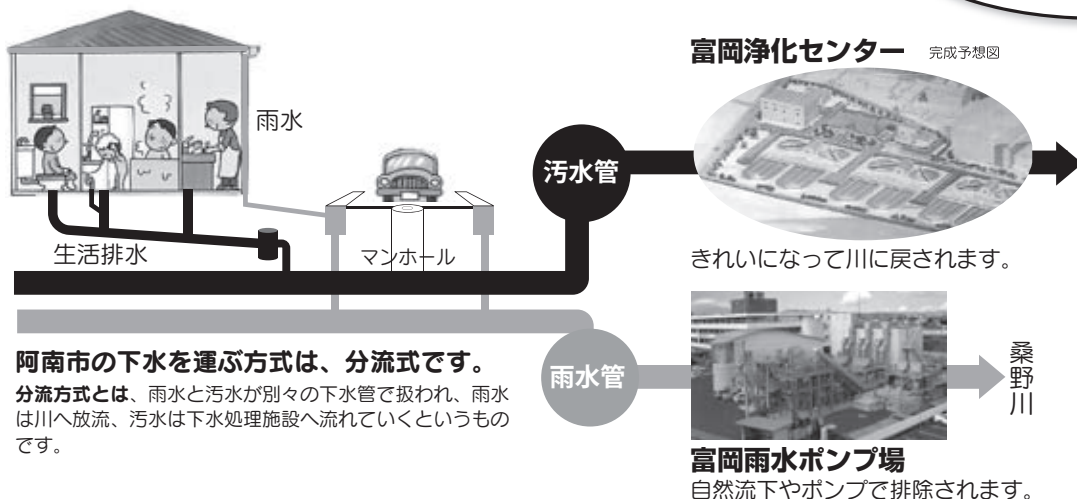 富岡浄化センター 完成予想図
雨水
汚水管
生活排水
マンホール
きれいになって川に戻されます。
阿南市の下水を運ぶ方式は、分流式です。
分流方式とは、雨水と汚水が別々の下水管で扱われ、雨水
は川へ放流、汚水は下水処理施設へ流れていくというもの
です。
雨水管
桑野川
富岡雨水ポンプ場
自然流下やポンプで排除されます。